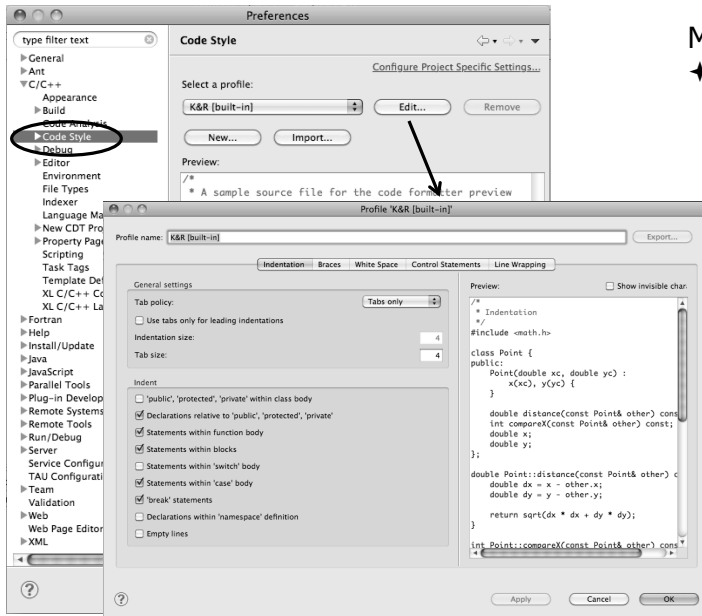 Preferences
type filter text
Code Style
General
Ant
C/C++
Appearance
Build
Code Analysis
Code Style
Debug
Editor
Environment
File Types
Indexer
Language Ma
New CDT Pro
Property Page
Scripting
Task Tags
Template Def
XL C/C++ Co
XL C/C++ La
Fortran
Help
Install/Update
Java
JavaScript
Parallel Tools
Plug-in Develop
Remote Systems
Remote Tools
Run/Debug
Server
Service Configur
TAU Configurati
Team
Validation
Web
Web Page Editor
XML
Configure Project Specific Settings...
Select a profile:
K&R [built-in] Edit... Remove
New... Import...
Preview:
/*
* A sample source file for the code formatter preview
Profile 'K&R [built-in]'
Profile name: K&R [built-in] Export...
Indentation Braces White Space Control Statements Line Wrapping
General settings
Tab policy: Tabs only
Use tabs only for leading indentations
Indentation size: 4
Tab size: 4
Indent
'public', 'protected', 'private' within class body
Declarations relative to 'public', 'protected', 'private'
Statements within function body
Statements within blocks
Statements within 'switch' body
Statements within 'case' body
'break' statements
Declarations within 'namespace' definition
Empty lines
Preview: Show invisible char
/*
* Indentation
*/
#include <math.h>
class Point {
public:
Point(double xc, double yc) :
x(xc), y(yc) {
}
double distance(const Point& other) cons
int compareX(const Point& other) const;
double x;
double y;
};
double Point::distance(const Point& other) c
double dx = x - other.x;
double dy = y - other.y;
return sqrt(dx * dx + dy * dy);
}
int Point::compareX(const Point& other) cons
Apply Cancel OK
M